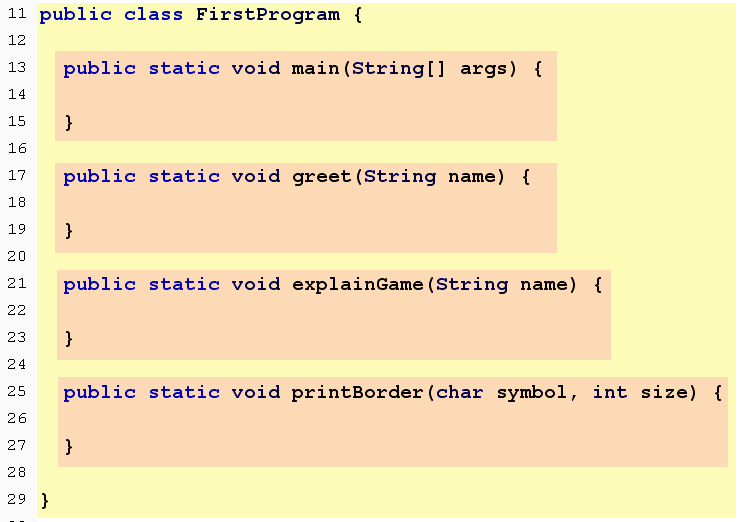 11 public class FirstProgram {
12
13 public static void main(String[] args) {
14
15 }
16
17 public static void greet(String name) {
18
19 }
20
21 public static void explainGame(String name) {
22
23 }
24
25 public static void printBorder(char symbol, int size) {
26
27 }
28
29 }